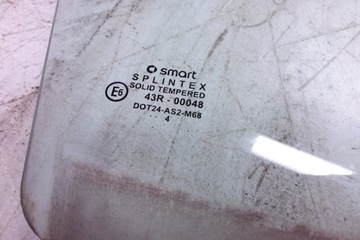 smart
SPLINTEX
SOLID TEMPERED
E6
43R - 00048
DOT24-AS2-M68
. . 4